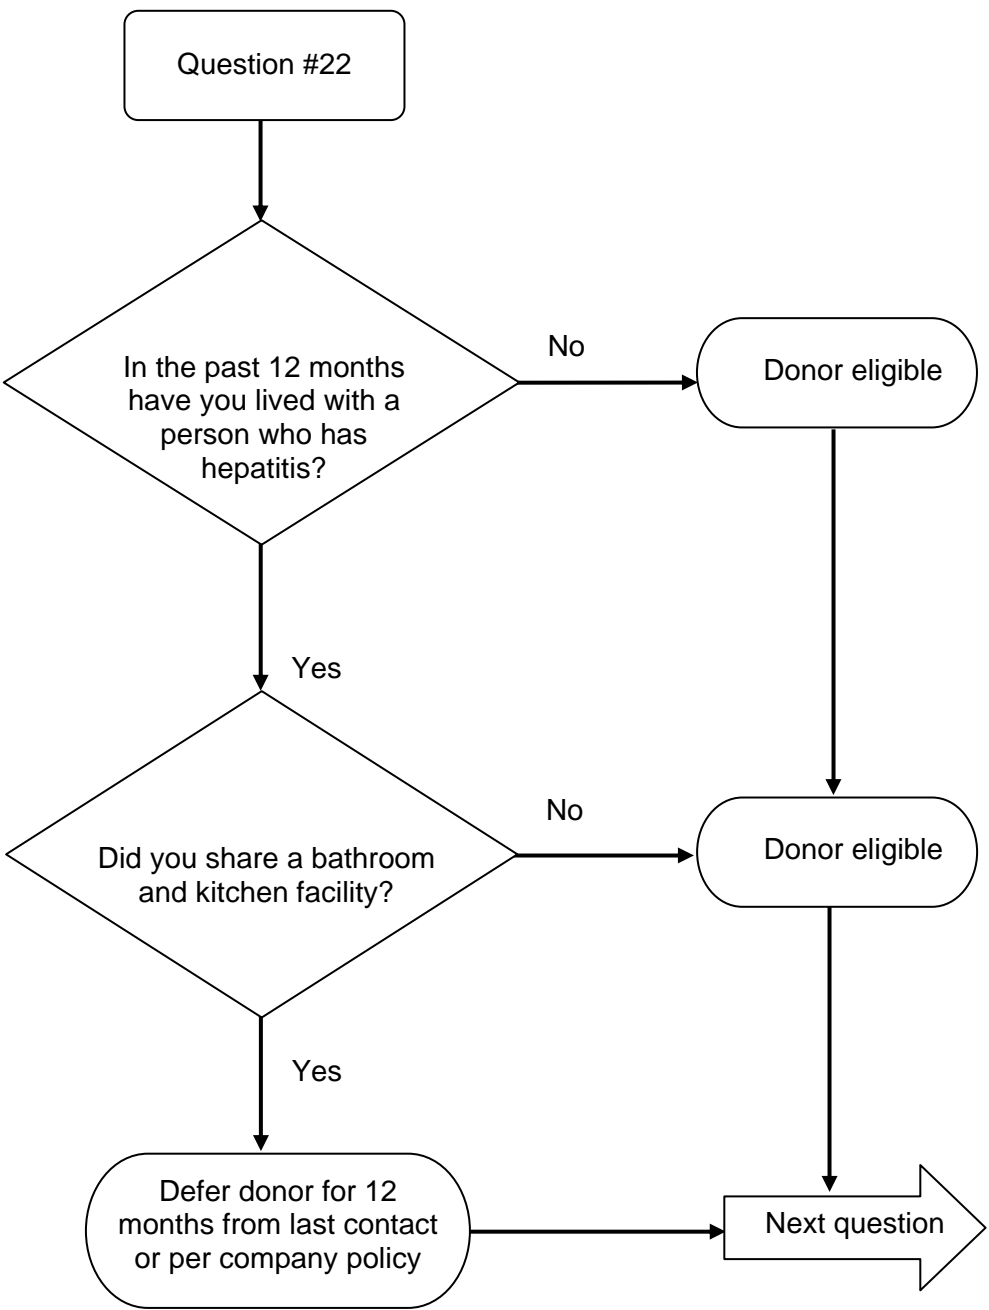 Question #22
In the past 12 months
have you lived with a
person who has
hepatitis?
No
Donor eligible
Yes
Did you share a bathroom
and kitchen facility?
No
Donor eligible
Yes
Defer donor for 12
months from last contact
or per company policy
Next question